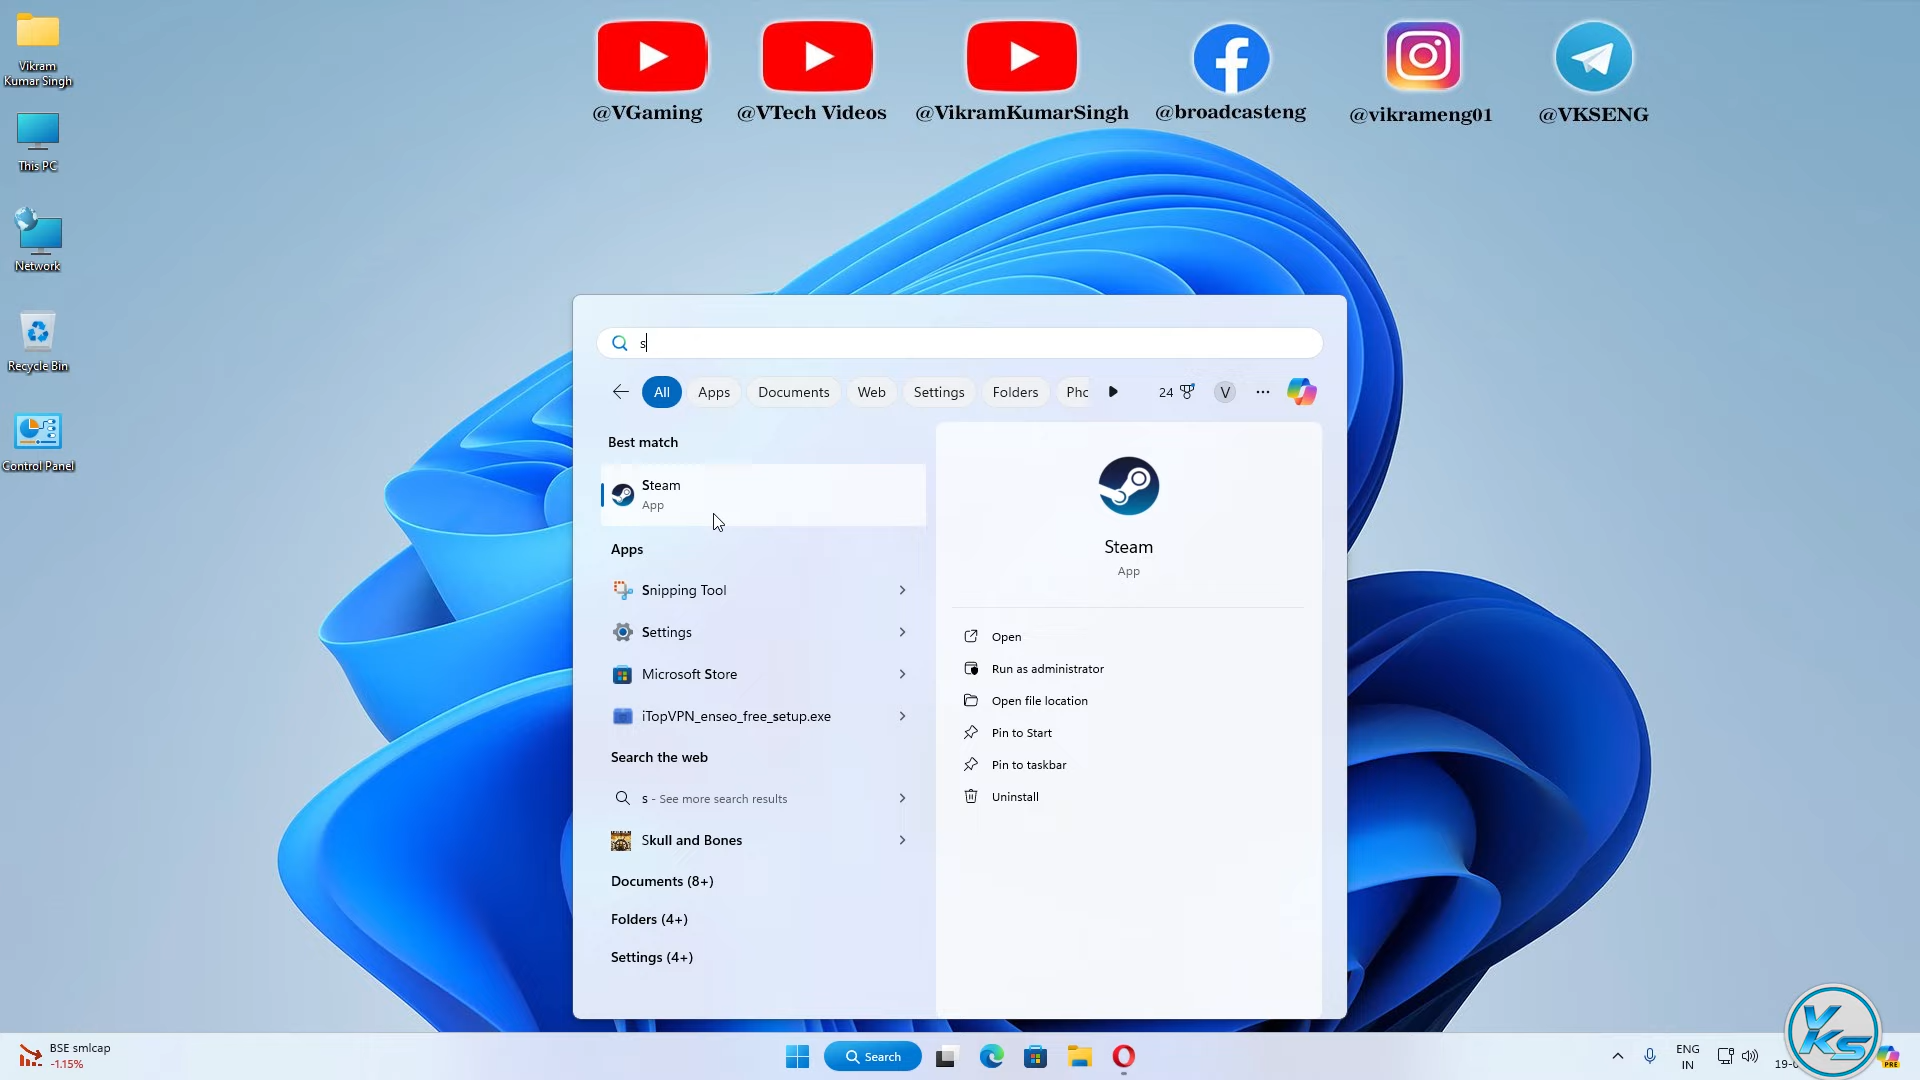 @VGaming
@VTech Videos
@VikramKumarSingh
@broadcasteng
@vikrameng01
@VKSENG
Vikram
Kumar Singh
This PC
Network
Recycle Bin
Control Panel
s
All
Apps
Documents
Web
Settings
Folders
Pho
24
V
Best match
Steam
App
Apps
Snipping Tool
Settings
Microsoft Store
iTopVPN_enseo_free_setup.exe
Search the web
s - See more search results
Skull and Bones
Documents (8+)
Folders (4+)
Settings (4+)
Steam
App
Open
Run as administrator
Open file location
Pin to Start
Pin to taskbar
Uninstall
BSE smlcap
-1.15%
Search
ENG
IN
19-
VKS
PRE